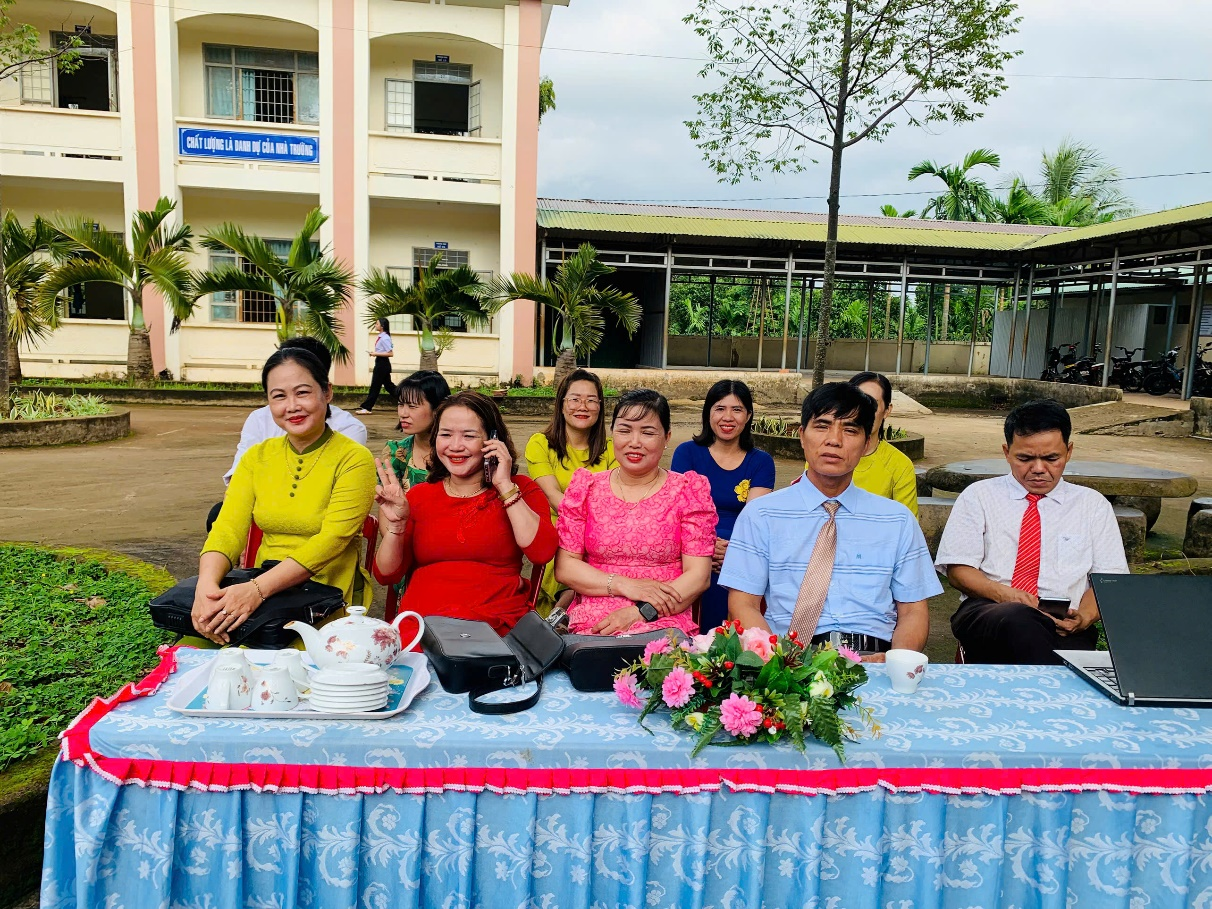 CHẤT LƯỢNG LÀ DANH DỰ CỦA NHÀ TRƯỜNG